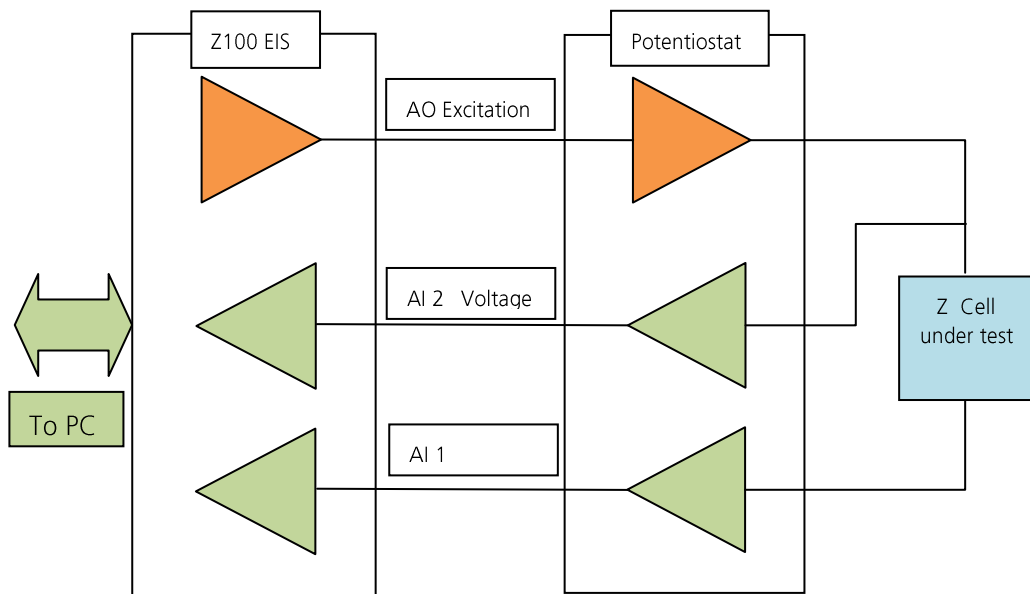 Z100 EIS
Potentiostat
AO Excitation
AI 2 Voltage
Z Cell
under test
To PC
AI 1